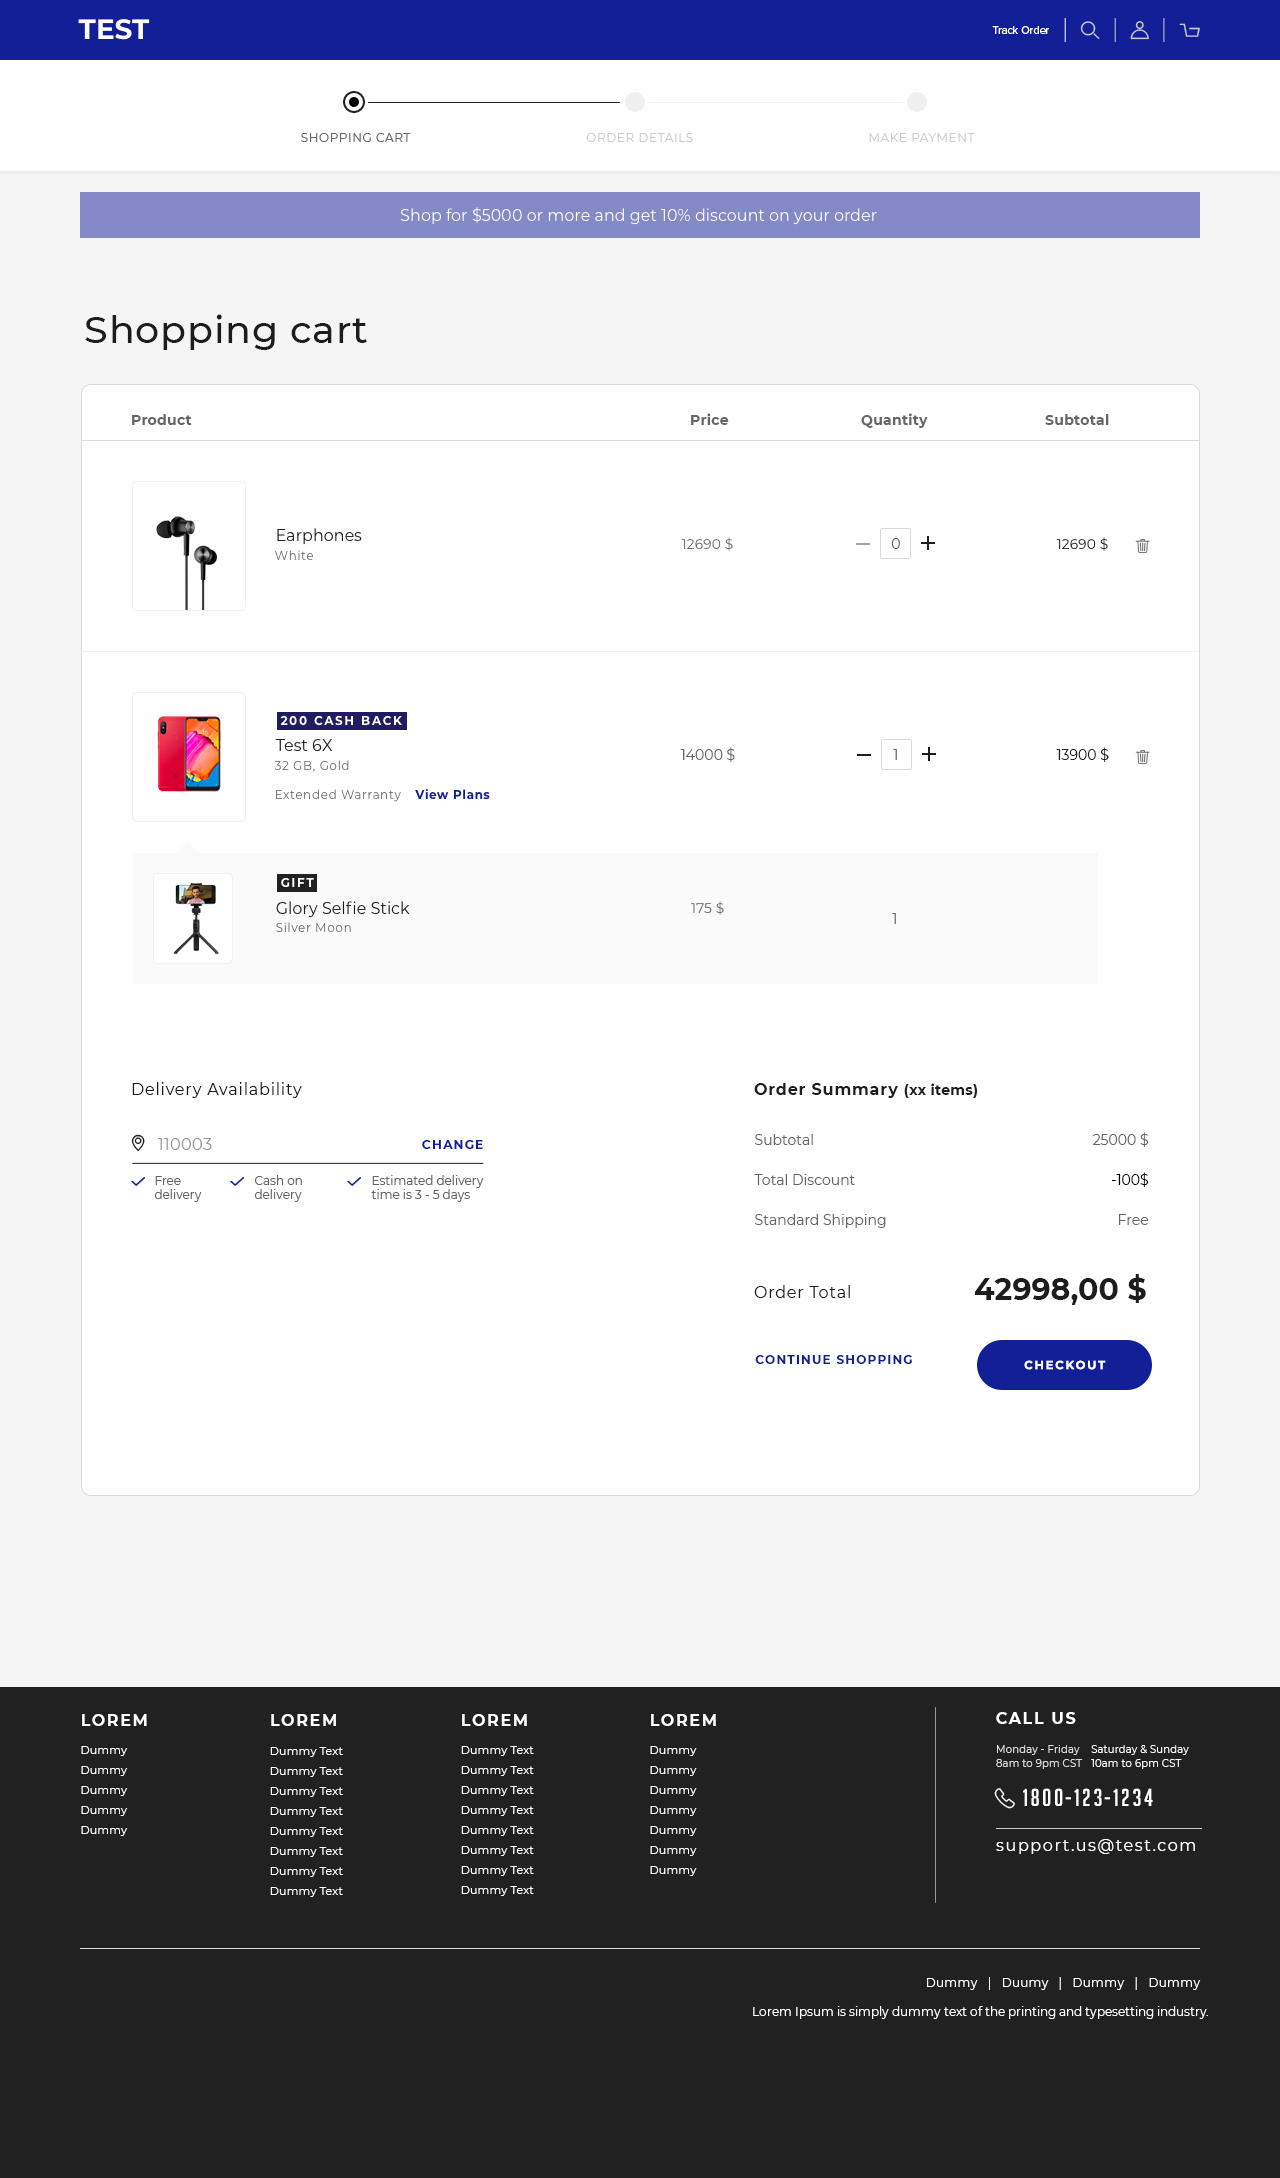 TEST
Track Order
SHOPPING CART
ORDER DETAILS
MAKE PAYMENT
Shop for $5000 or more and get 10% discount on your order
Shopping cart
Product Price Quantity Subtotal
Earphones
White
12690 $
0
12690 $
200 CASH BACK
Test 6X
32 GB, Gold
Extended Warranty View Plans
14000 $
1
13900 $
GIFT
Glory Selfie Stick
Silver Moon
175 $
1
Delivery Availability
110003 CHANGE
Free
delivery
Cash on
delivery
Estimated delivery
time is 3 - 5 days
Order Summary (xx items)
Subtotal 25000 $
Total Discount -100$
Standard Shipping Free
Order Total 42998,00 $
CONTINUE SHOPPING CHECKOUT
LOREM
Dummy
Dummy
Dummy
Dummy
Dummy
LOREM
Dummy Text
Dummy Text
Dummy Text
Dummy Text
Dummy Text
Dummy Text
Dummy Text
Dummy Text
LOREM
Dummy Text
Dummy Text
Dummy Text
Dummy Text
Dummy Text
Dummy Text
Dummy Text
Dummy Text
LOREM
Dummy
Dummy
Dummy
Dummy
Dummy
Dummy
Dummy
CALL US
Monday - Friday
8am to 9pm CST
Saturday & Sunday
10am to 6pm CST
1800-123-1234
support.us@test.com
Dummy | Duumy | Dummy | Dummy
Lorem Ipsum is simply dummy text of the printing and typesetting industry.